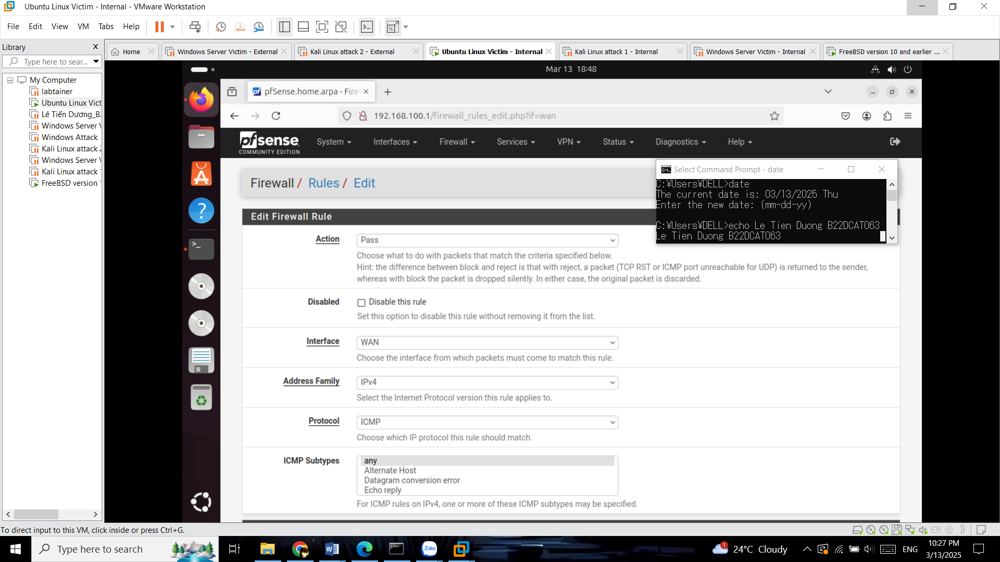 Ubuntu Linux Victim - Internal - VMware Workstation
File Edit View VM Tabs Help
Library
Type here to sear...
Home
Windows Server Victim - External
Kali Linux attack 2 - External
Ubuntu Linux Victim - Internal
Kali Linux attack 1 - Internal
Windows Server Victim - Internal
FreeBSD version 10 and earlier ...
My Computer
labtainer
Ubuntu Linux Vict
Lê Tiến Dương_B2
Windows Server V
Windows Attack
Kali Linux attack 2
Windows Server V
Kali Linux attack 1
FreeBSD version 1
Mar 13 18:48
pfSense.home.arpa - Firew
192.168.100.1/firewall_rules_edit.php?if=wan
pfsense
COMMUNITY EDITION
System
Interfaces
Firewall
Services
VPN
Status
Diagnostics
Help
Firewall / Rules / Edit
Select Command Prompt - date
C:¥Users¥DELL>date
The current date is: 03/13/2025 Thu
Enter the new date: (mm-dd-yy)
C:¥Users¥DELL>echo Le Tien Duong B22DCAT063
Le Tien Duong B22DCAT063
Edit Firewall Rule
Action
Pass
Choose what to do with packets that match the criteria specified below.
Hint: the difference between block and reject is that with reject, a packet (TCP RST or ICMP port unreachable for UDP) is returned to the sender,
whereas with block the packet is dropped silently. In either case, the original packet is discarded.
Disabled
Disable this rule
Set this option to disable this rule without removing it from the list.
Interface
WAN
Choose the interface from which packets must come to match this rule.
Address Family
IPv4
Select the Internet Protocol version this rule applies to.
Protocol
ICMP
Choose which IP protocol this rule should match.
ICMP Subtypes
any
Alternate Host
Datagram conversion error
Echo reply
For ICMP rules on IPv4, one or more of these ICMP subtypes may be specified.
To direct input to this VM, click inside or press Ctrl+G.
Type here to search
Zalo
1
24°C Cloudy
ENG
10:27 PM
3/13/2025